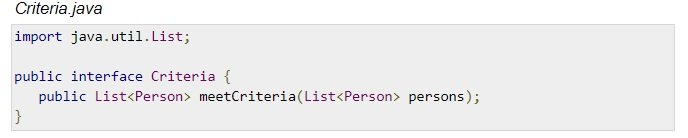 Criteria.java
import java.util.List;
public interface Criteria {
public List<Person> meetCriteria(List<Person> persons);
}